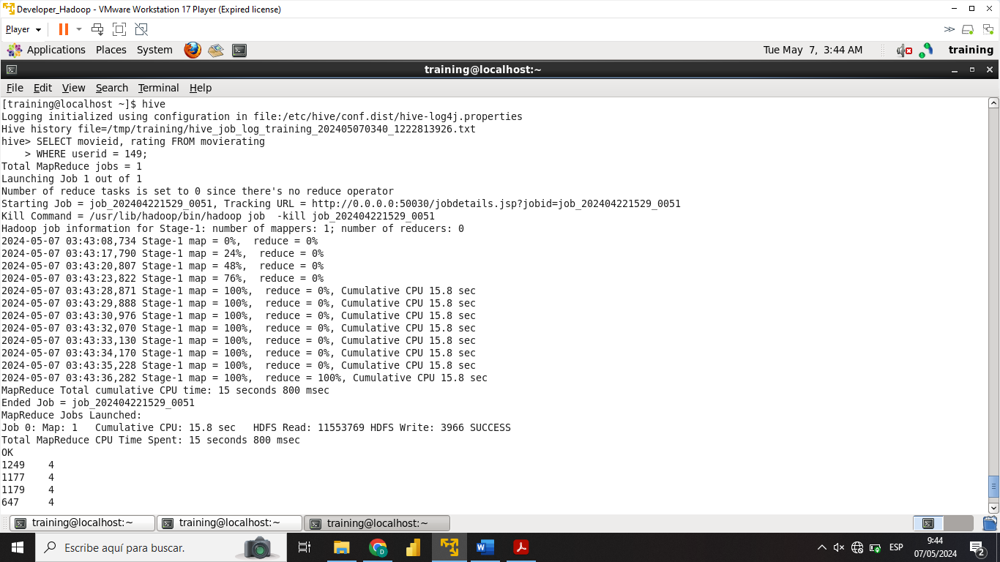 Developer_Hadoop - VMware Workstation 17 Player (Expired license)
Player
Applications Places System
Tue May 7, 3:44 AM training
training@localhost:~
File Edit View Search Terminal Help
[training@localhost ~]$ hive
Logging initialized using configuration in file:/etc/hive/conf.dist/hive-log4j.properties
Hive history file=/tmp/training/hive_job_log_training_202405070340_1222813926.txt
hive> SELECT movieid, rating FROM movierating
    > WHERE userid = 149;
Total MapReduce jobs = 1
Launching Job 1 out of 1
Number of reduce tasks is set to 0 since there's no reduce operator
Starting Job = job_202404221529_0051, Tracking URL = http://0.0.0.0:50030/jobdetails.jsp?jobid=job_202404221529_0051
Kill Command = /usr/lib/hadoop/bin/hadoop job  -kill job_202404221529_0051
Hadoop job information for Stage-1: number of mappers: 1; number of reducers: 0
2024-05-07 03:43:08,734 Stage-1 map = 0%,  reduce = 0%
2024-05-07 03:43:17,790 Stage-1 map = 24%,  reduce = 0%
2024-05-07 03:43:20,807 Stage-1 map = 48%,  reduce = 0%
2024-05-07 03:43:23,822 Stage-1 map = 76%,  reduce = 0%
2024-05-07 03:43:28,871 Stage-1 map = 100%,  reduce = 0%, Cumulative CPU 15.8 sec
2024-05-07 03:43:29,888 Stage-1 map = 100%,  reduce = 0%, Cumulative CPU 15.8 sec
2024-05-07 03:43:30,976 Stage-1 map = 100%,  reduce = 0%, Cumulative CPU 15.8 sec
2024-05-07 03:43:32,070 Stage-1 map = 100%,  reduce = 0%, Cumulative CPU 15.8 sec
2024-05-07 03:43:33,130 Stage-1 map = 100%,  reduce = 0%, Cumulative CPU 15.8 sec
2024-05-07 03:43:34,170 Stage-1 map = 100%,  reduce = 0%, Cumulative CPU 15.8 sec
2024-05-07 03:43:35,228 Stage-1 map = 100%,  reduce = 0%, Cumulative CPU 15.8 sec
2024-05-07 03:43:36,282 Stage-1 map = 100%,  reduce = 100%, Cumulative CPU 15.8 sec
MapReduce Total cumulative CPU time: 15 seconds 800 msec
Ended Job = job_202404221529_0051
MapReduce Jobs Launched:
Job 0: Map: 1   Cumulative CPU: 15.8 sec   HDFS Read: 11553769 HDFS Write: 3966 SUCCESS
Total MapReduce CPU Time Spent: 15 seconds 800 msec
OK
1249    4
1177    4
1179    4
647     4
training@localhost:~ training@localhost:~ training@localhost:~
Escribe aquí para buscar.
ESP
9:44
07/05/2024
2